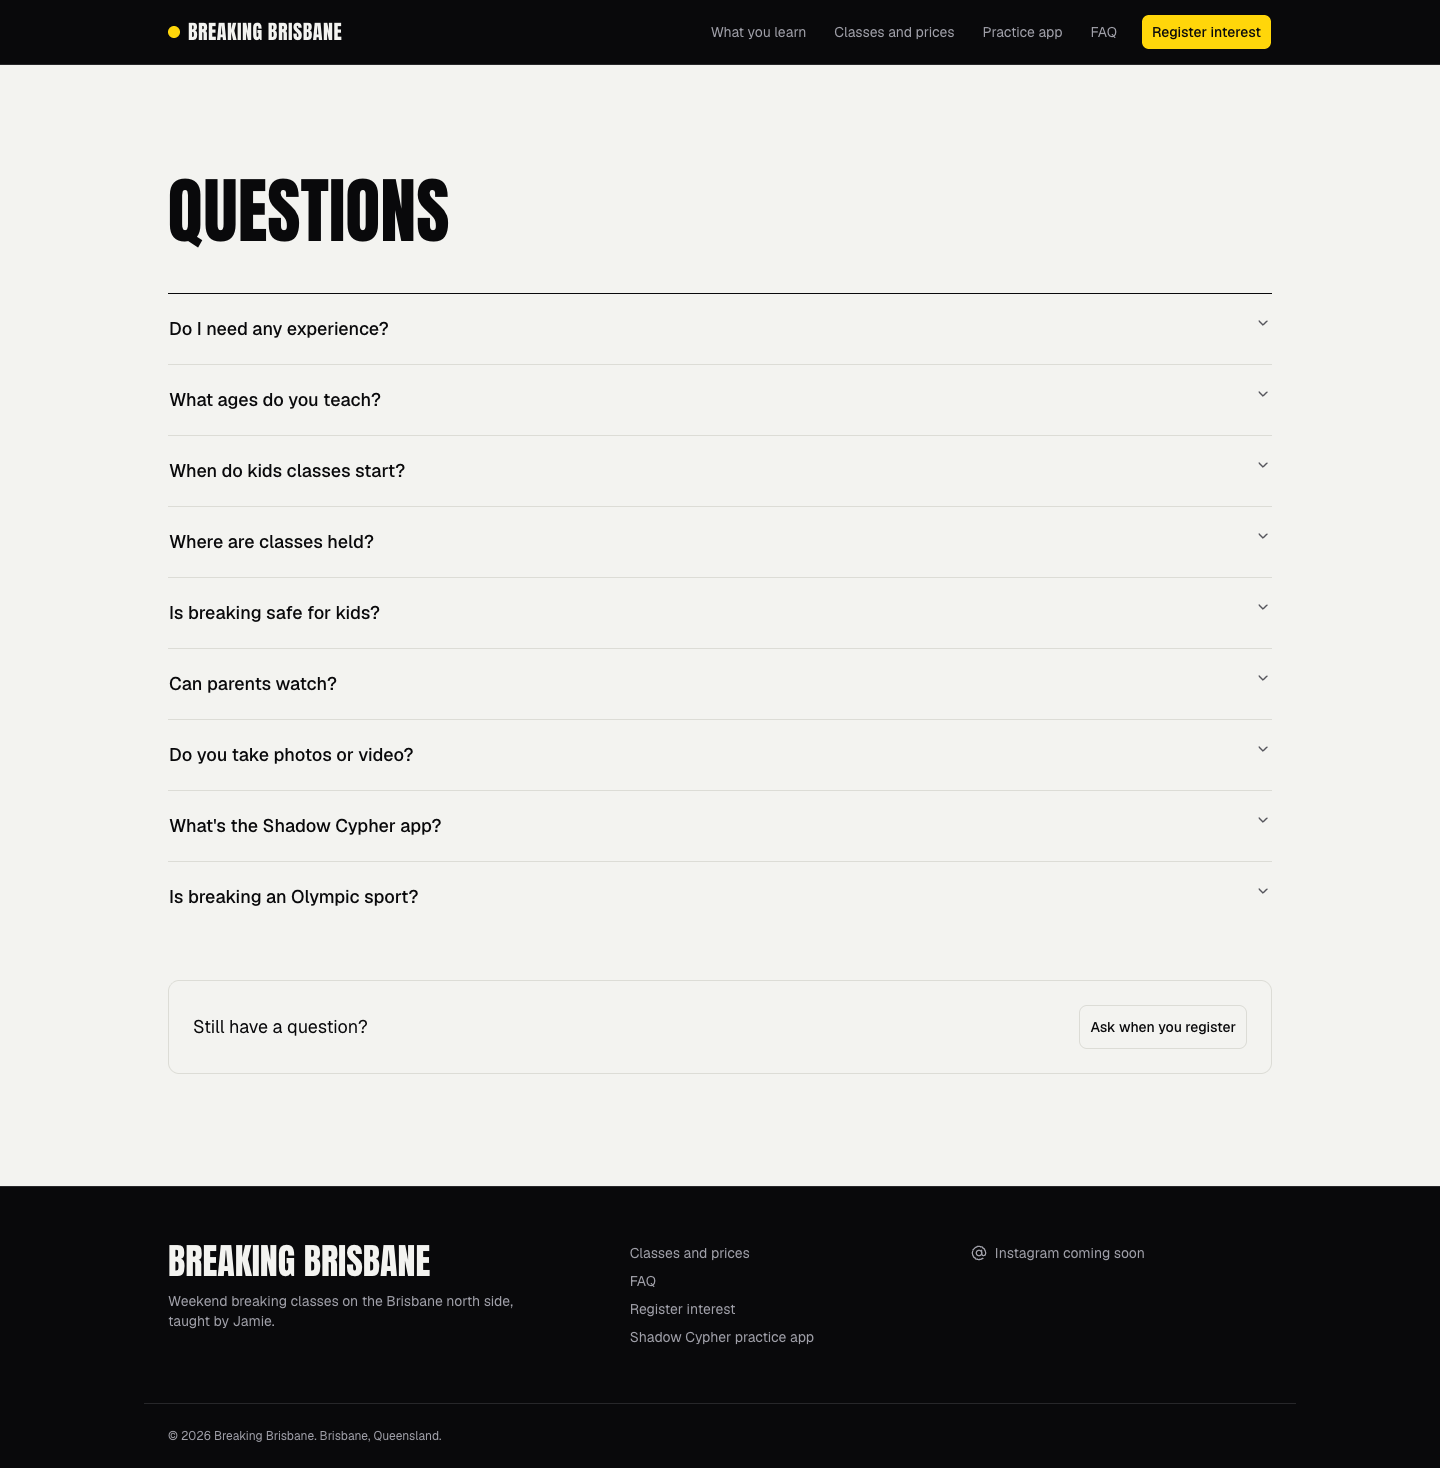 BREAKING BRISBANE
What you learn
Classes and prices
Practice app
FAQ
Register interest
QUESTIONS
Do I need any experience?
What ages do you teach?
When do kids classes start?
Where are classes held?
Is breaking safe for kids?
Can parents watch?
Do you take photos or video?
What's the Shadow Cypher app?
Is breaking an Olympic sport?
Still have a question?
Ask when you register
BREAKING BRISBANE
Weekend breaking classes on the Brisbane north side,
taught by Jamie.
Classes and prices
FAQ
Register interest
Shadow Cypher practice app
Instagram coming soon
© 2026 Breaking Brisbane. Brisbane, Queensland.